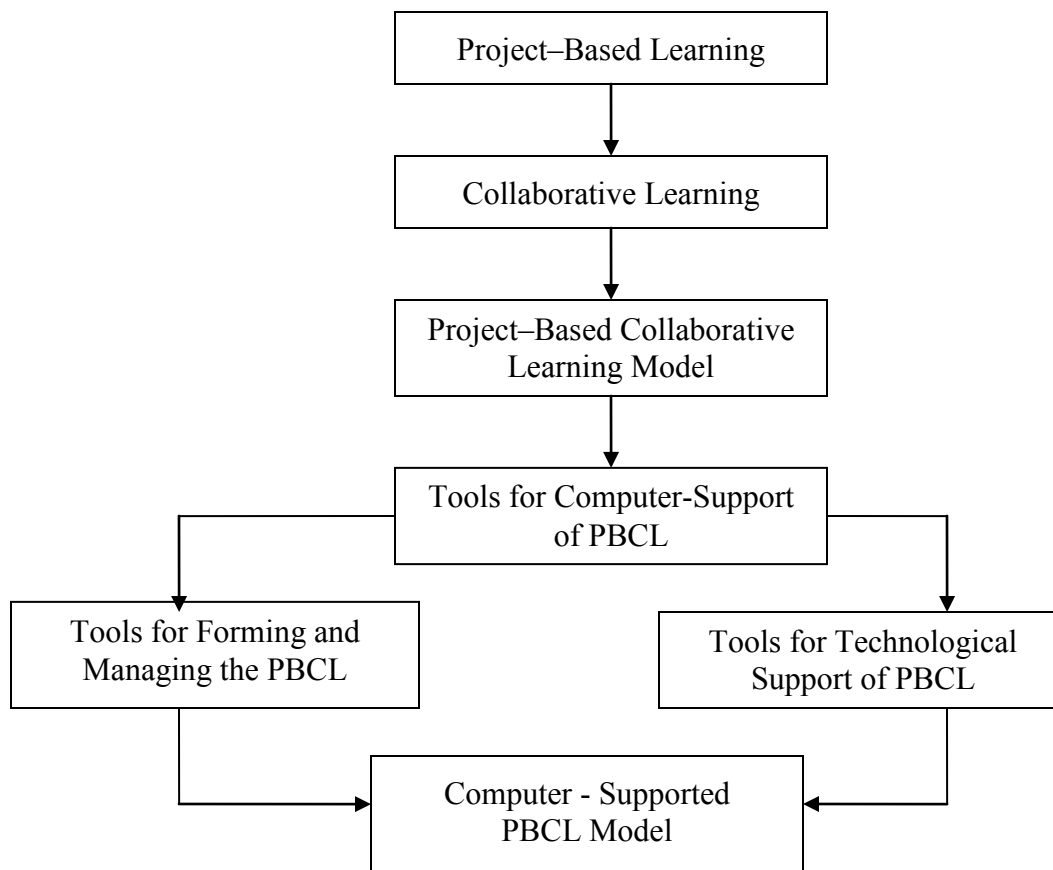 Project–Based Learning
Collaborative Learning
Project–Based Collaborative
Learning Model
Tools for Computer-Support
of PBCL
Tools for Forming and
Managing the PBCL
Tools for Technological
Support of PBCL
Computer - Supported
PBCL Model